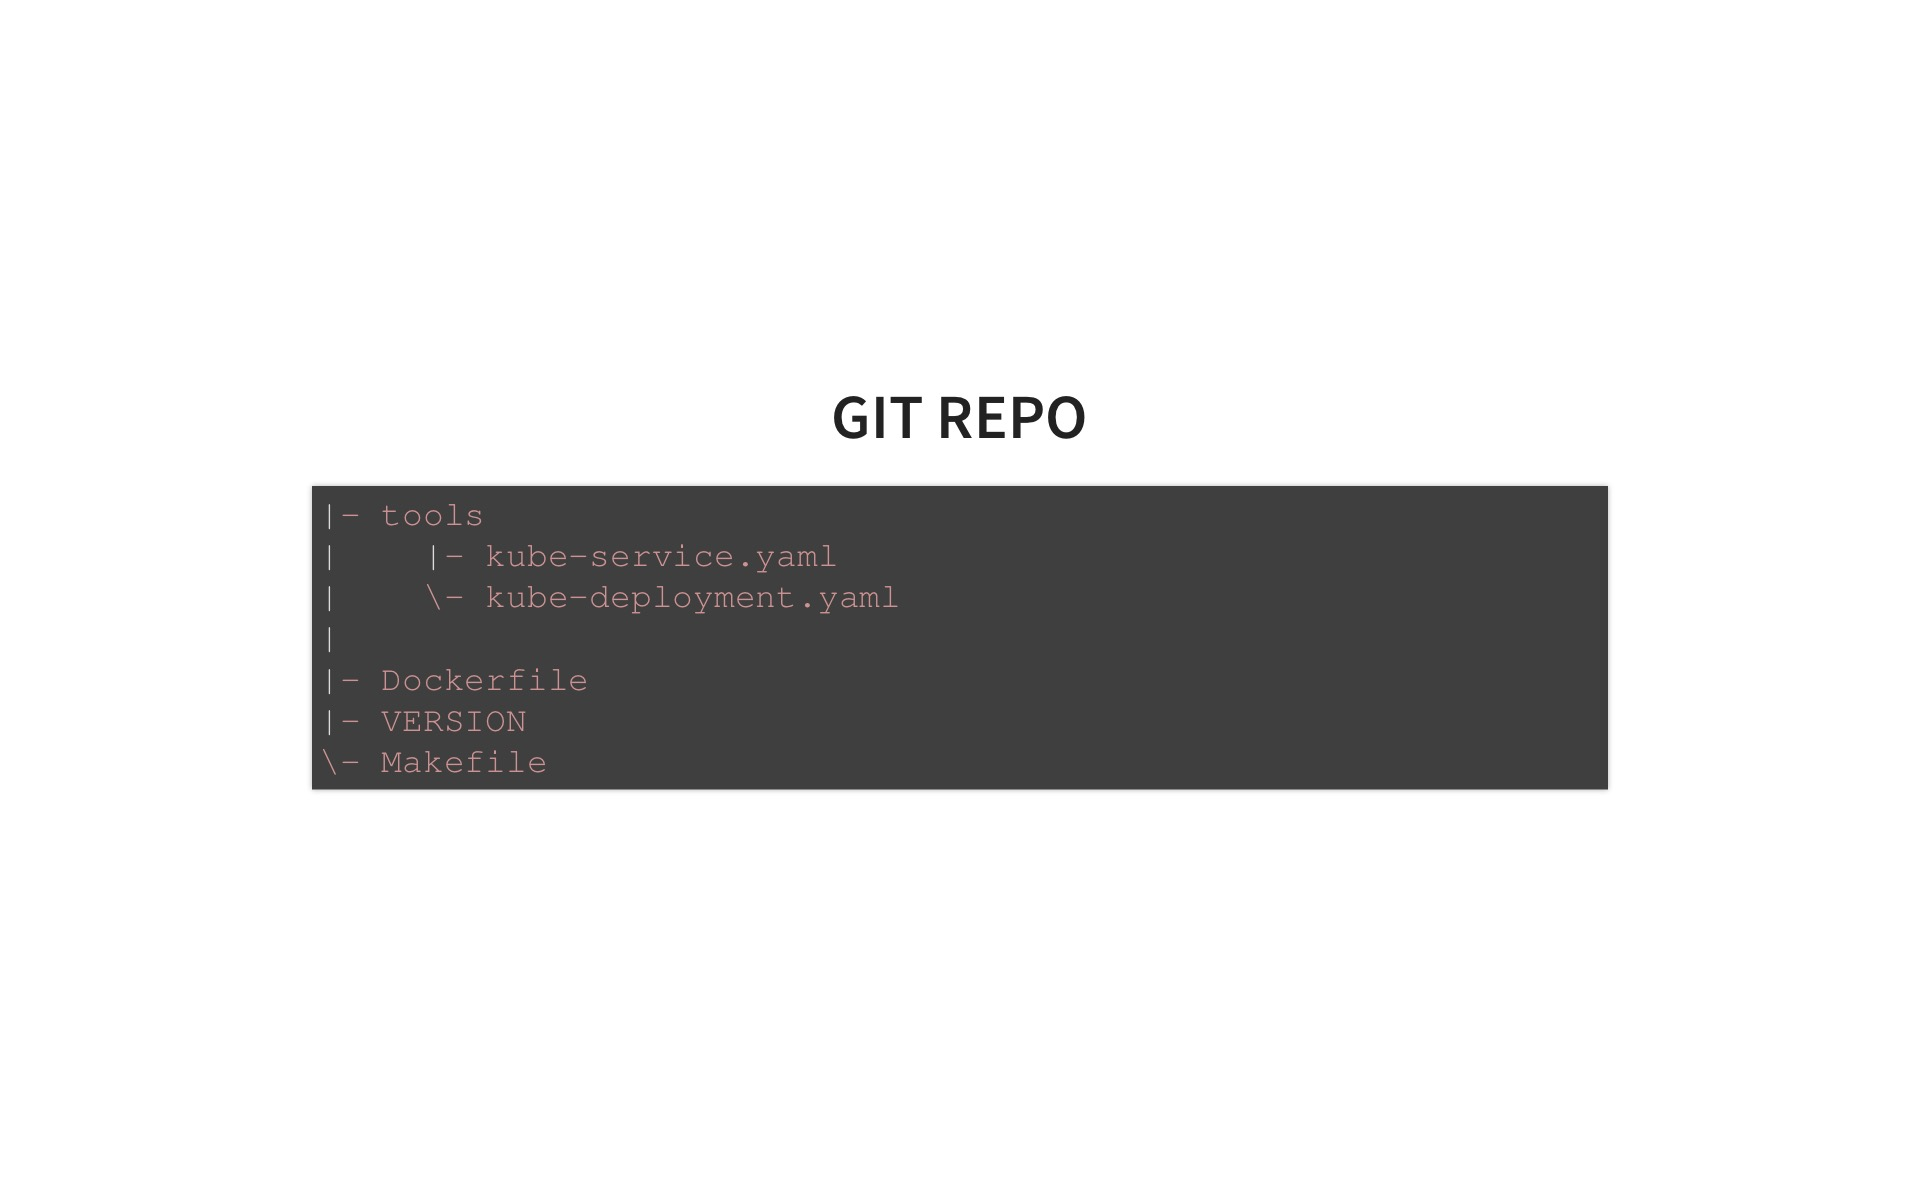 GIT REPO
|- tools
|    |- kube-service.yaml
|    \- kube-deployment.yaml
|
|- Dockerfile
|- VERSION
\- Makefile